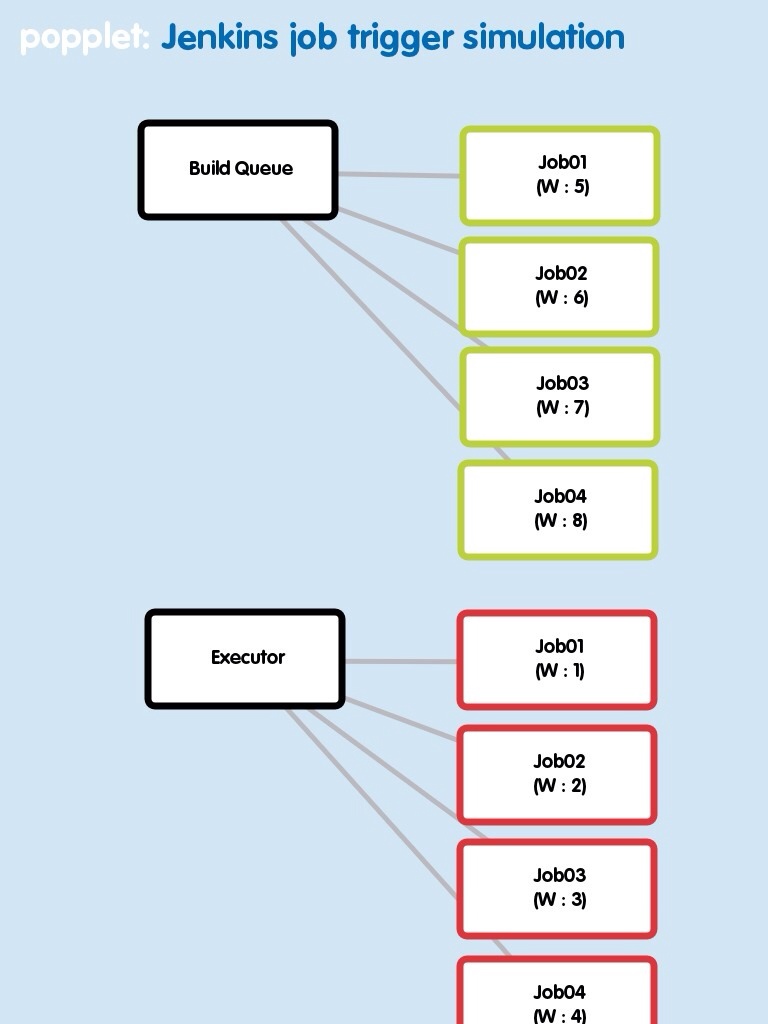 popplet: Jenkins job trigger simulation
Build Queue
Job01
(W : 5)
Job02
(W : 6)
Job03
(W : 7)
Job04
(W : 8)
Executor
Job01
(W : 1)
Job02
(W : 2)
Job03
(W : 3)
Job04
(W : 4)